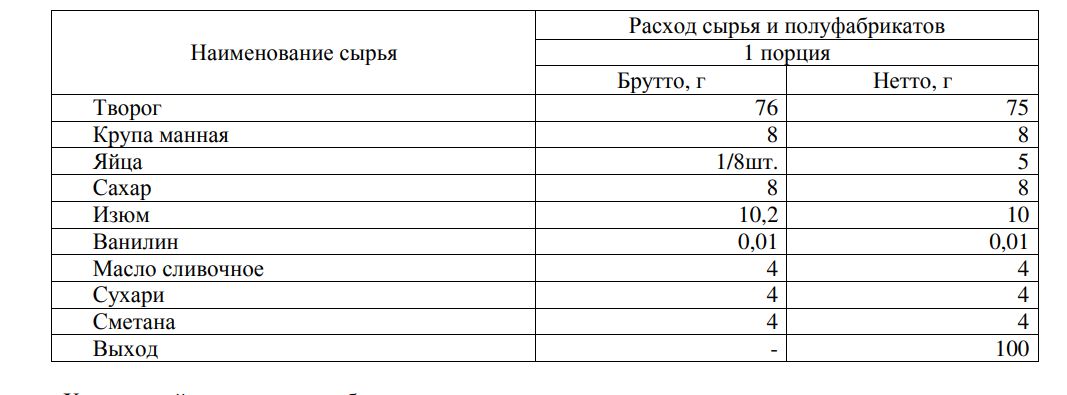 Наименование сырья Расход сырья и полуфабрикатов
1 порция
Брутто, г Нетто, г
Творог 76 75
Крупа манная 8 8
Яйца 1/8шт. 5
Сахар 8 8
Изюм 10,2 10
Ванилин 0,01 0,01
Масло сливочное 4 4
Сухари 4 4
Сметана 4 4
Выход - 100